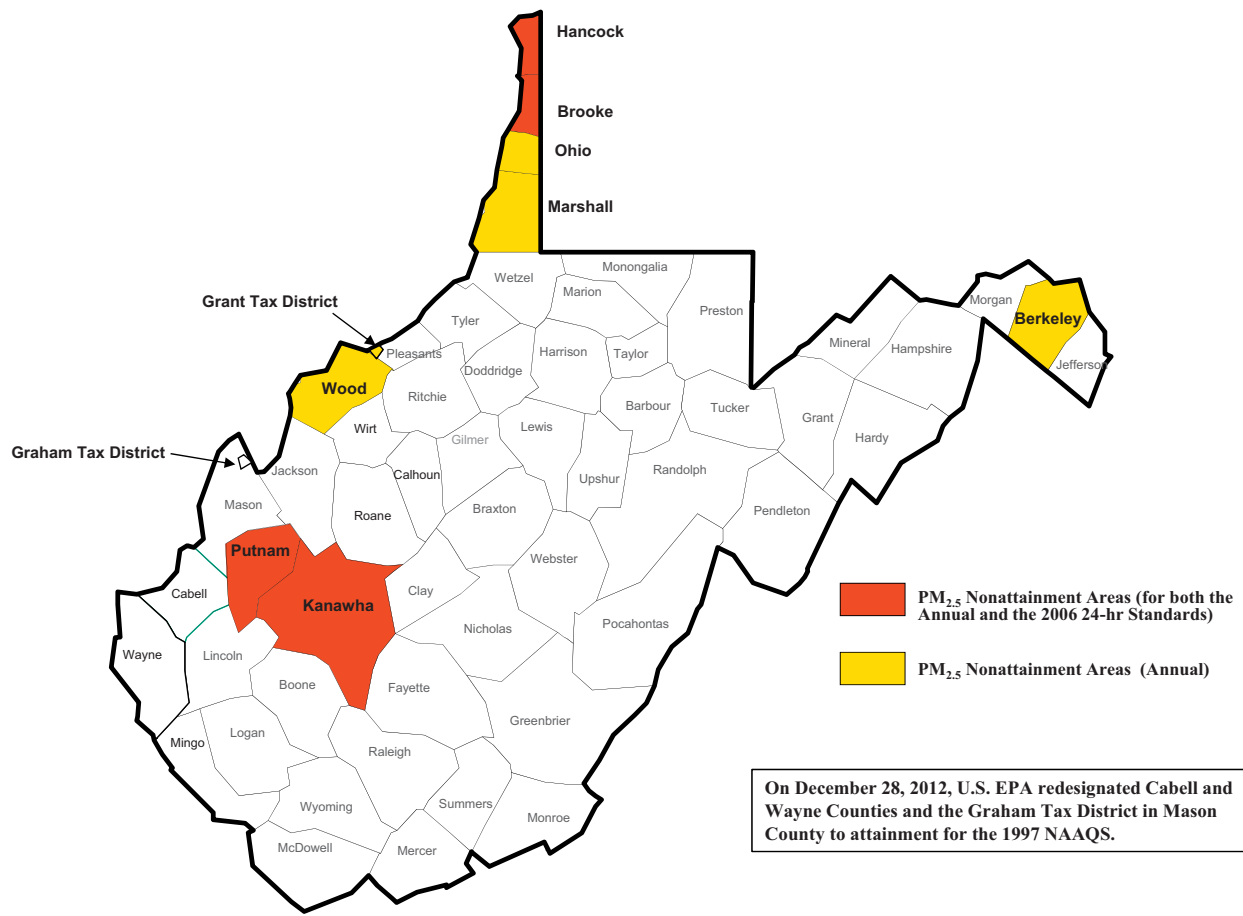 Hancock
Brooke
Ohio
Marshall
Wetzel
Monongalia
Marion
Preston
Morgan
Berkeley
Jefferson
Grant Tax District
Tyler
Pleasants
Harrison
Taylor
Mineral
Hampshire
Doddridge
Wood
Ritchie
Barbour
Tucker
Grant
Wirt
Lewis
Hardy
Gilmer
Graham Tax District
Jackson
Calhoun
Upshur
Randolph
Mason
Roane
Braxton
Pendleton
Putnam
Webster
Cabell
Clay
Kanawha
Nicholas
Pocahontas
Wayne
Lincoln
Boone
Fayette
Greenbrier
Logan
Mingo
Raleigh
Wyoming
Summers
Monroe
McDowell
Mercer
PM2.5 Nonattainment Areas (for both the
Annual and the 2006 24-hr Standards)
PM2.5 Nonattainment Areas (Annual)
On December 28, 2012, U.S. EPA redesignated Cabell and
Wayne Counties and the Graham Tax District in Mason
County to attainment for the 1997 NAAQS.